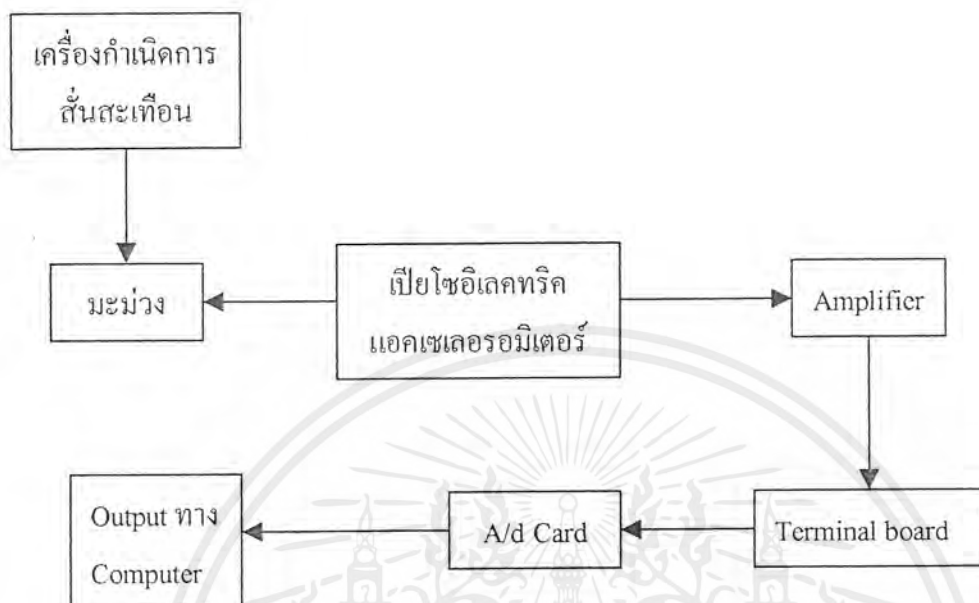 เครื่องกำเนิดการ
สั่นสะเทือน
มะม่วง
เปียโซอิเลคทริค
แอคเซเลอรอมิเตอร์
Amplifier
Output ทาง
Computer
A/d Card
Terminal board